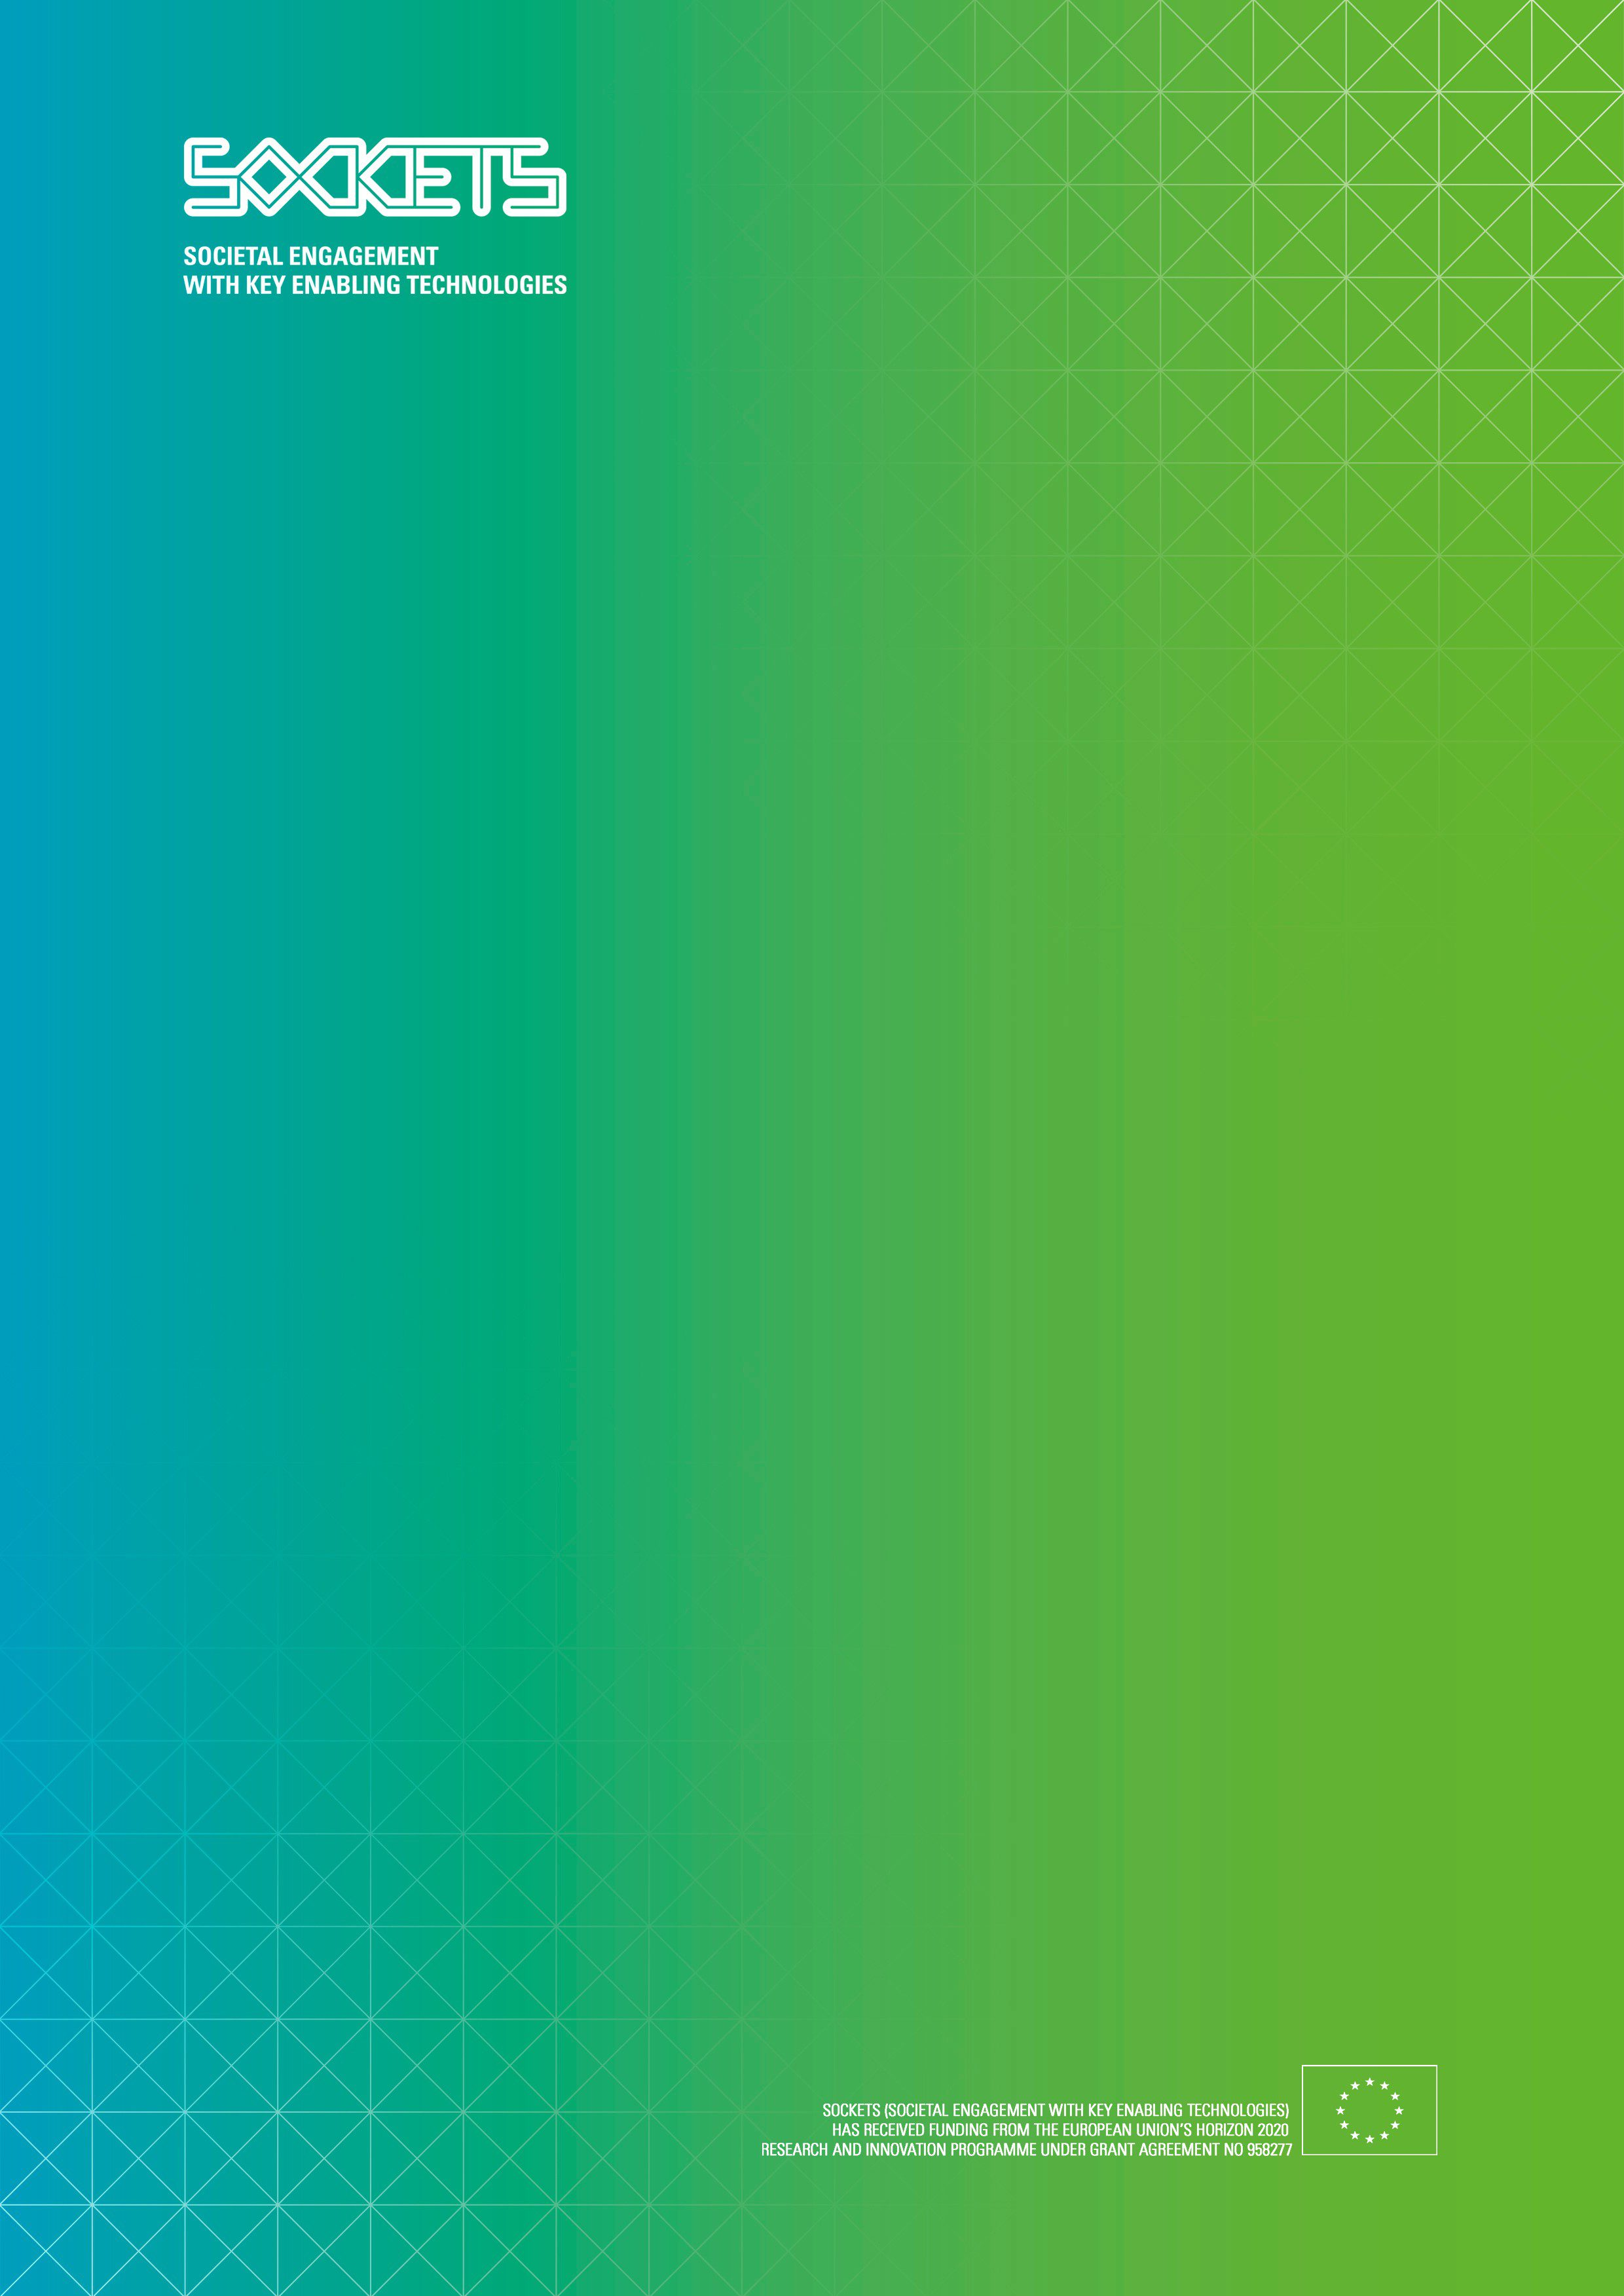 SOCKETS
SOCIETAL ENGAGEMENT
WITH KEY ENABLING TECHNOLOGIES
SOCKETS (SOCIETAL ENGAGEMENT WITH KEY ENABLING TECHNOLOGIES)
HAS RECEIVED FUNDING FROM THE EUROPEAN UNION'S HORIZON 2020
RESEARCH AND INNOVATION PROGRAMME UNDER GRANT AGREEMENT NO 958277